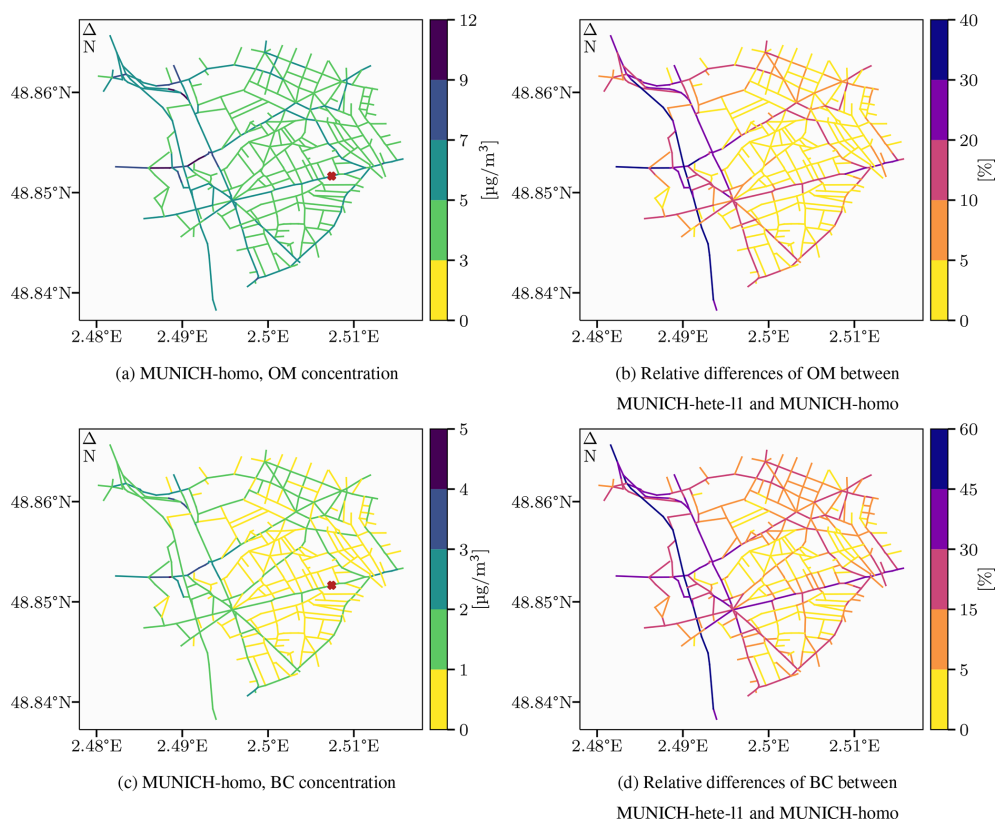 Δ
N
48.86°N
48.85°N
48.84°N
2.48°E 2.49°E 2.5°E 2.51°E
12
9
7
5
3
0
[µg/m³]
(a) MUNICH-homo, OM concentration
Δ
N
48.86°N
48.85°N
48.84°N
2.48°E 2.49°E 2.5°E 2.51°E
40
30
20
10
5
0
[%]
(b) Relative differences of OM between
MUNICH-hete-l1 and MUNICH-homo
Δ
N
48.86°N
48.85°N
48.84°N
2.48°E 2.49°E 2.5°E 2.51°E
5
4
3
2
1
0
[µg/m³]
(c) MUNICH-homo, BC concentration
Δ
N
48.86°N
48.85°N
48.84°N
2.48°E 2.49°E 2.5°E 2.51°E
60
45
30
15
5
0
[%]
(d) Relative differences of BC between
MUNICH-hete-l1 and MUNICH-homo